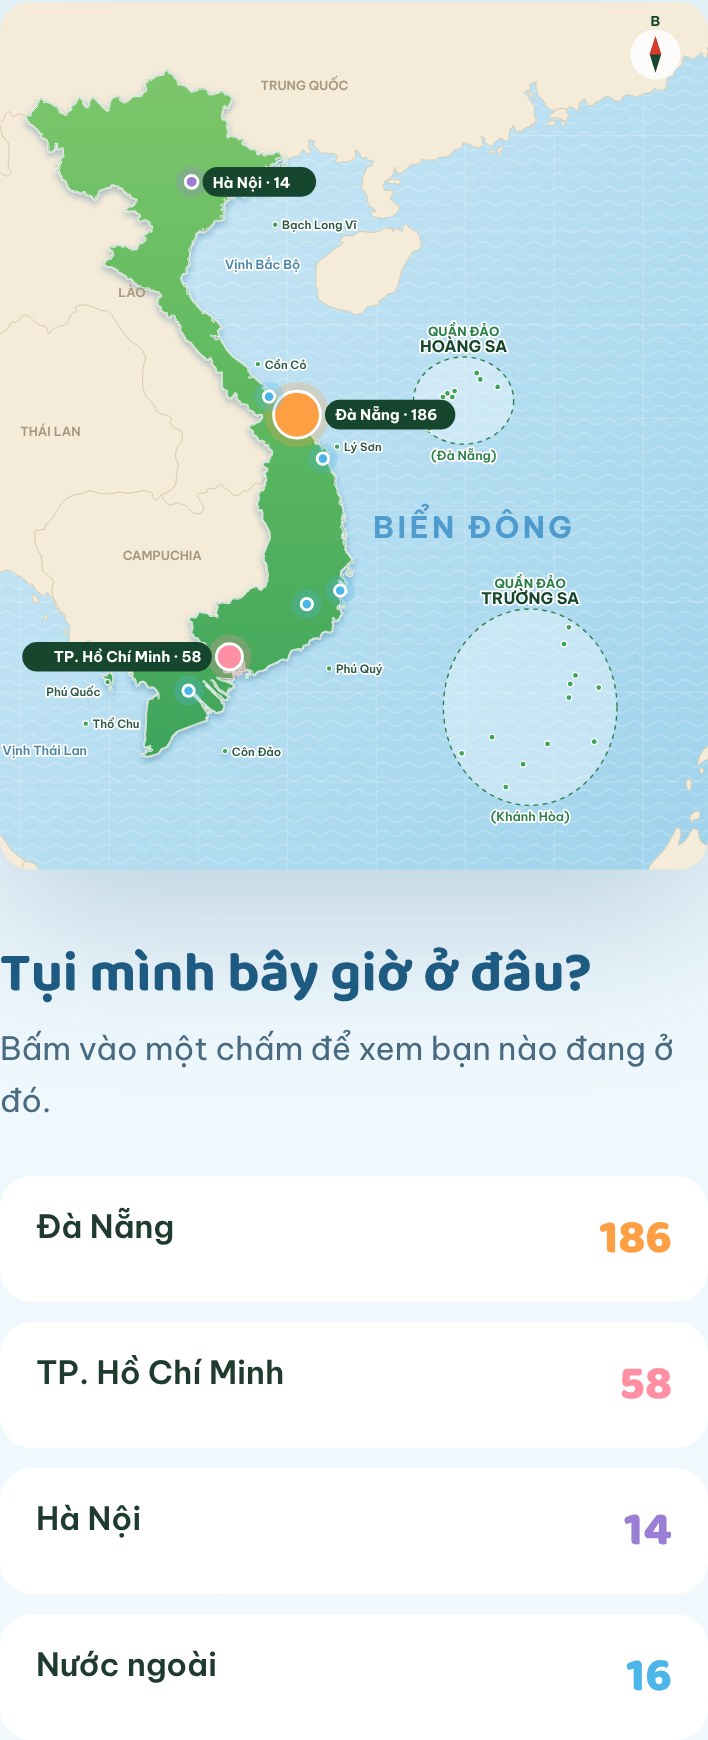 B
TRUNG QUỐC
Hà Nội · 14
Bạch Long Vĩ
Vịnh Bắc Bộ
LÀO
QUẦN ĐẢO
HOÀNG SA
Cồn Cỏ
Đà Nẵng · 186
THÁI LAN
Lý Sơn
(Đà Nẵng)
BIỂN ĐÔNG
CAMPUCHIA
QUẦN ĐẢO
TRƯỜNG SA
TP. Hồ Chí Minh · 58
Phú Quý
Phú Quốc
Thổ Chu
Vịnh Thái Lan
Côn Đảo
(Khánh Hòa)
Tụi mình bây giờ ở đâu?
Bấm vào một chấm để xem bạn nào đang ở
đó.
Đà Nẵng
186
TP. Hồ Chí Minh
58
Hà Nội
14
Nước ngoài
16